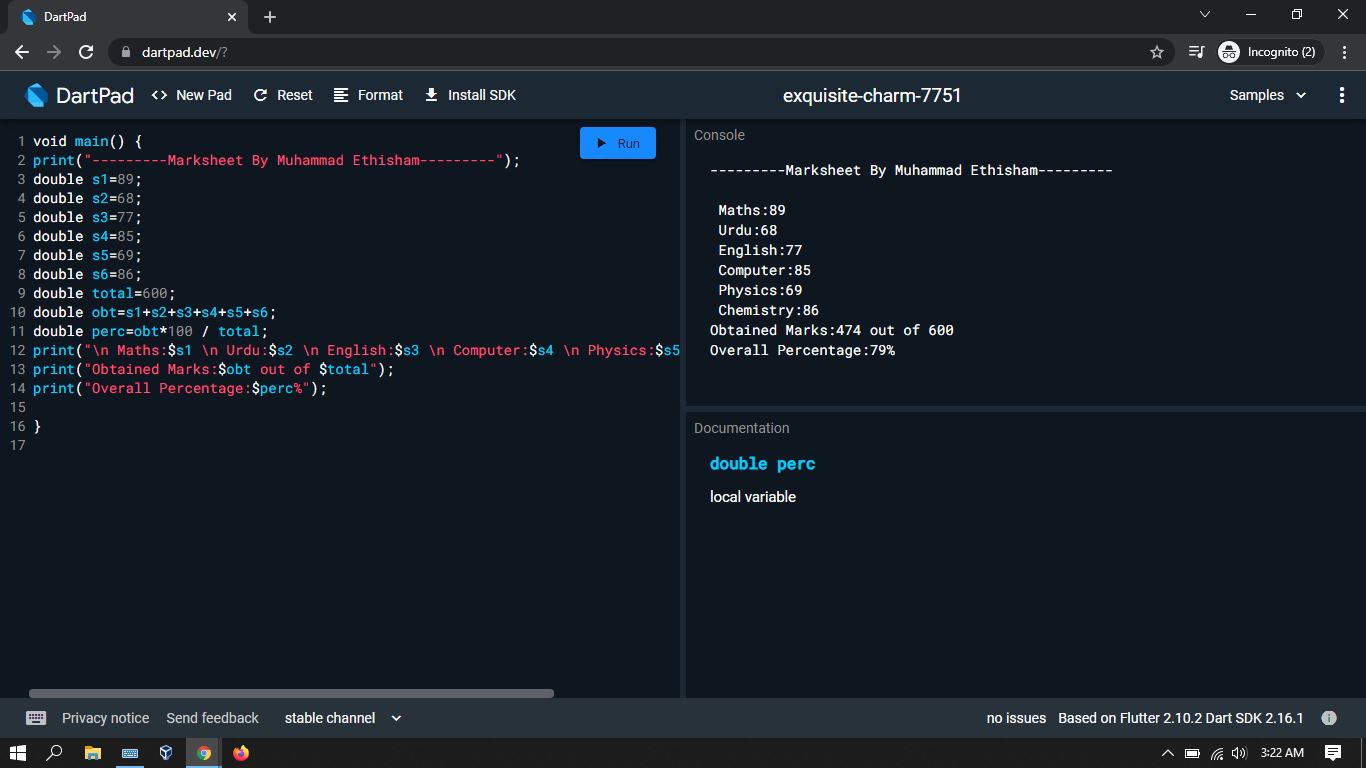 DartPad
dartpad.dev/?
Incognito (2)
DartPad
<> New Pad
Reset
Format
Install SDK
exquisite-charm-7751
Samples
Run
1 void main() {
2 print("---------Marksheet By Muhammad Ethisham---------");
3 double s1=89;
4 double s2=68;
5 double s3=77;
6 double s4=85;
7 double s5=69;
8 double s6=86;
9 double total=600;
10 double obt=s1+s2+s3+s4+s5+s6;
11 double perc=obt*100 / total;
12 print("\n Maths:$s1 \n Urdu:$s2 \n English:$s3 \n Computer:$s4 \n Physics:$s5
13 print("Obtained Marks:$obt out of $total");
14 print("Overall Percentage:$perc%");
15
16 }
17
Console
---------Marksheet By Muhammad Ethisham---------
Maths:89
Urdu:68
English:77
Computer:85
Physics:69
Chemistry:86
Obtained Marks:474 out of 600
Overall Percentage:79%
Documentation
double perc
local variable
Privacy notice
Send feedback
stable channel
no issues
Based on Flutter 2.10.2 Dart SDK 2.16.1
3:22 AM